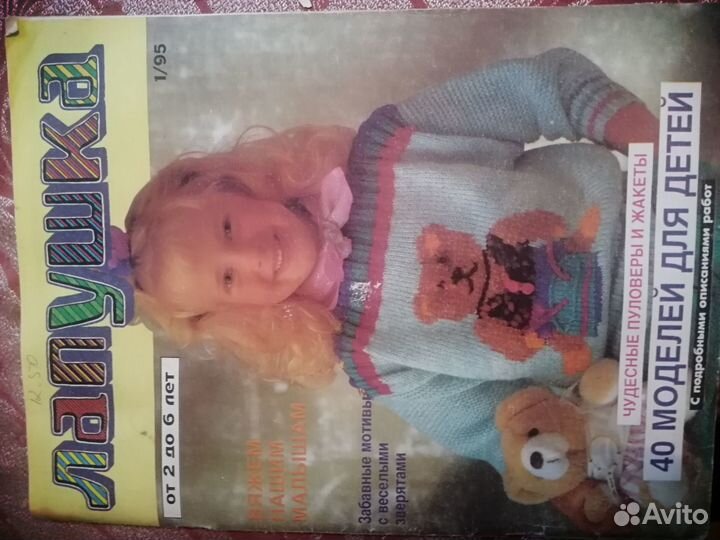 лапушка
1/95
от 2 до 6 лет
ВЯЖЕМ
НАШИМ
МАЛЫШАМ
Забавные мотивы
с веселыми
зверятами
ЧУДЕСНЫЕ ПУЛОВЕРЫ И ЖАКЕТЫ
40 МОДЕЛЕЙ ДЛЯ ДЕТЕЙ
С подробными описаниями работ
Avito